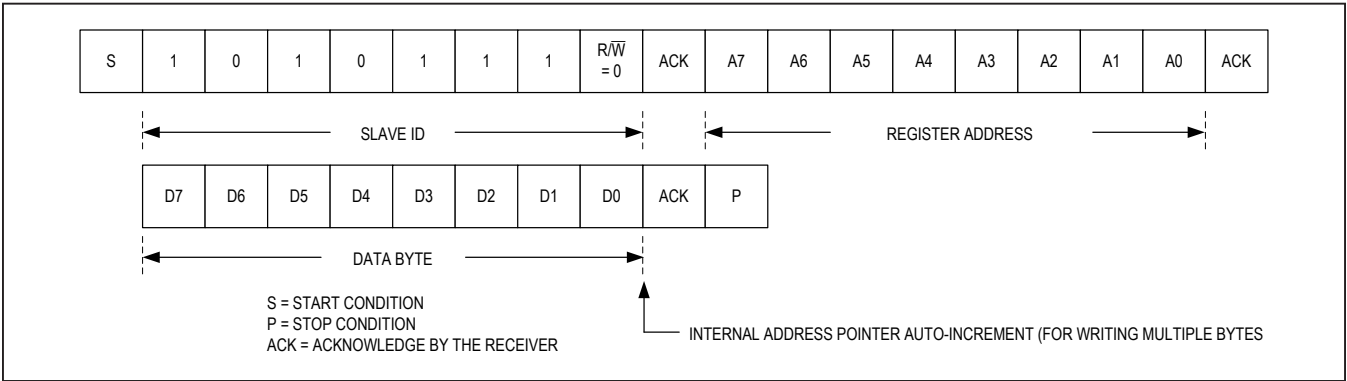 S 1 0 1 0 1 1 1 R/W̅ = 0 ACK A7 A6 A5 A4 A3 A2 A1 A0 ACK
SLAVE ID REGISTER ADDRESS
D7 D6 D5 D4 D3 D2 D1 D0 ACK P
DATA BYTE
S = START CONDITION
P = STOP CONDITION
ACK = ACKNOWLEDGE BY THE RECEIVER
INTERNAL ADDRESS POINTER AUTO-INCREMENT (FOR WRITING MULTIPLE BYTES